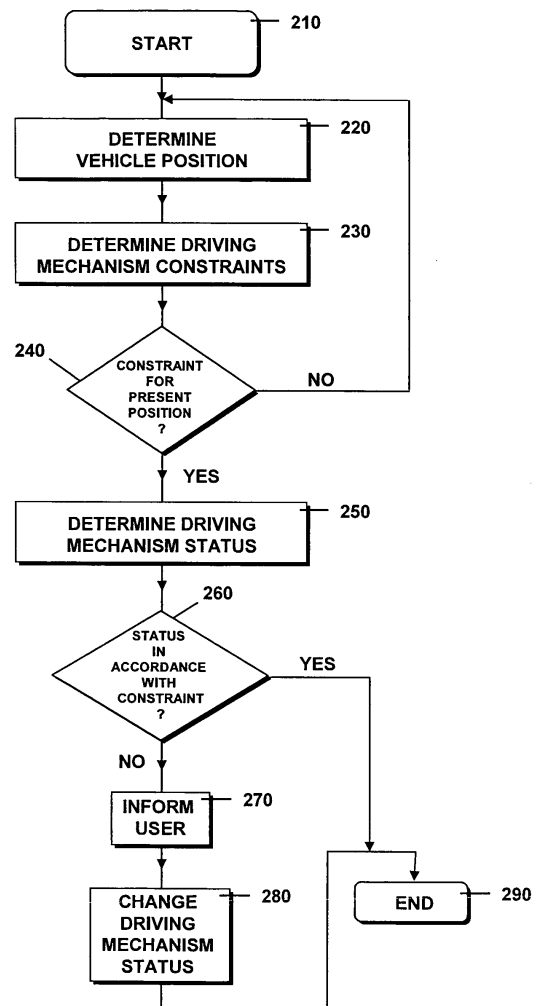 START
210
DETERMINE
VEHICLE POSITION
220
DETERMINE DRIVING
MECHANISM CONSTRAINTS
230
240
CONSTRAINT
FOR
PRESENT
POSITION
?
NO
YES
DETERMINE DRIVING
MECHANISM STATUS
250
260
STATUS
IN
ACCORDANCE
WITH
CONSTRAINT
?
YES
NO
INFORM
USER
270
CHANGE
DRIVING
MECHANISM
STATUS
280
END
290